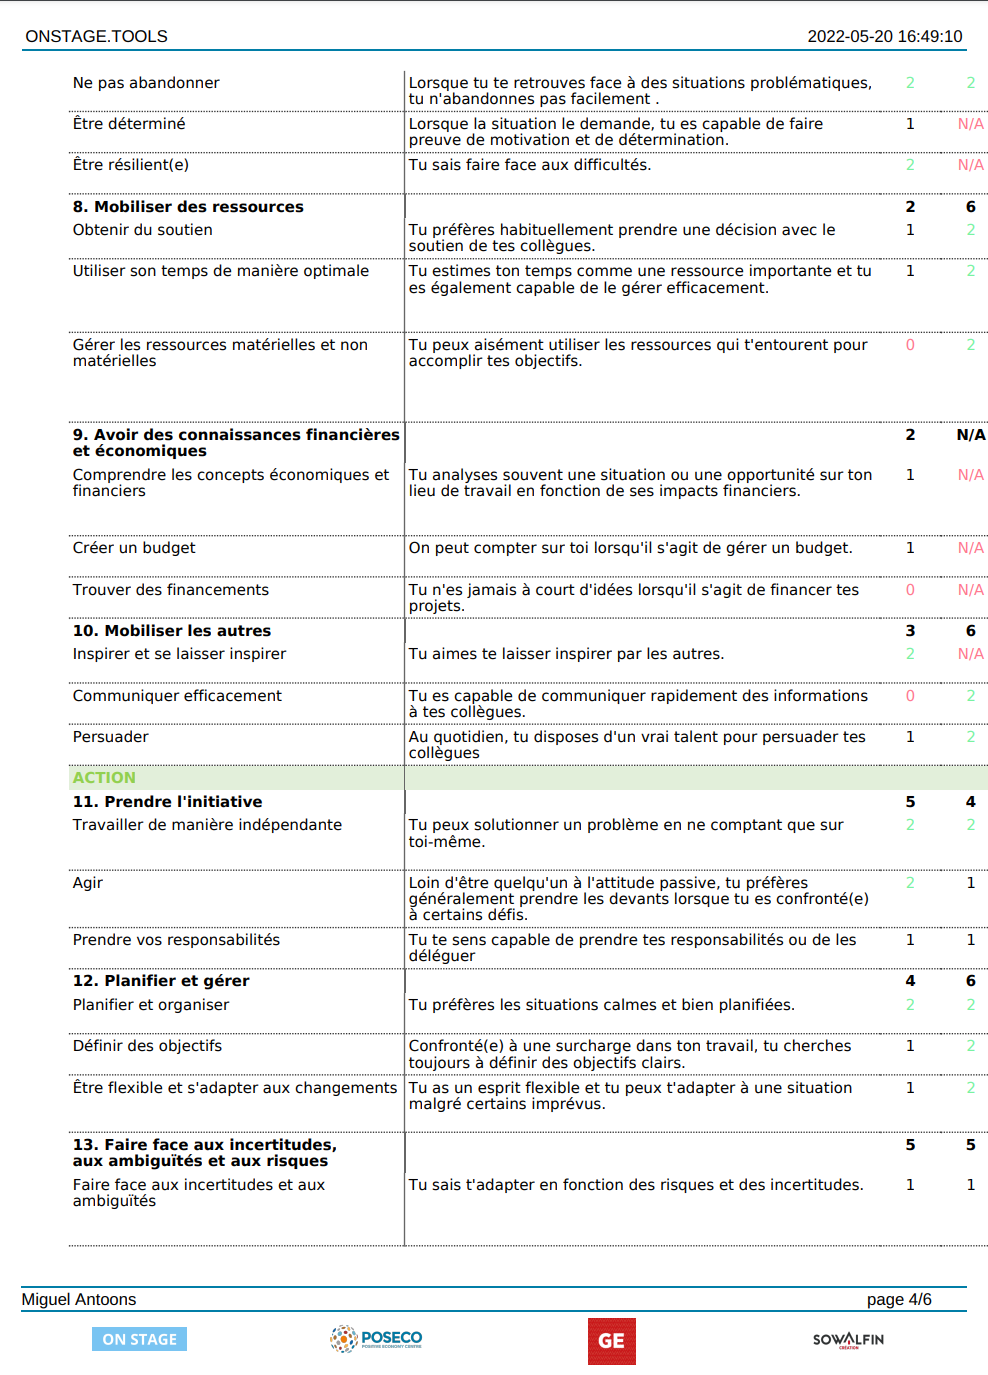 ONSTAGE.TOOLS 2022-05-20 16:49:10
Ne pas abandonner Lorsque tu te retrouves face à des situations problématiques, 2 2
tu n'abandonnes pas facilement .
Être déterminé Lorsque la situation le demande, tu es capable de faire 1 N/A
preuve de motivation et de détermination.
Être résilient(e) Tu sais faire face aux difficultés. 2 N/A
8. Mobiliser des ressources 2 6
Obtenir du soutien Tu préfères habituellement prendre une décision avec le 1 2
soutien de tes collègues.
Utiliser son temps de manière optimale Tu estimes ton temps comme une ressource importante et tu 1 2
es également capable de le gérer efficacement.
Gérer les ressources matérielles et non Tu peux aisément utiliser les ressources qui t'entourent pour 0 2
matérielles accomplir tes objectifs.
9. Avoir des connaissances financières 2 N/A
et économiques
Comprendre les concepts économiques et Tu analyses souvent une situation ou une opportunité sur ton 1 N/A
financiers lieu de travail en fonction de ses impacts financiers.
Créer un budget On peut compter sur toi lorsqu'il s'agit de gérer un budget. 1 N/A
Trouver des financements Tu n'es jamais à court d'idées lorsqu'il s'agit de financer tes 0 N/A
projets.
10. Mobiliser les autres 3 6
Inspirer et se laisser inspirer Tu aimes te laisser inspirer par les autres. 2 N/A
Communiquer efficacement Tu es capable de communiquer rapidement des informations 0 2
à tes collègues.
Persuader Au quotidien, tu disposes d'un vrai talent pour persuader tes 1 2
collègues
ACTION
11. Prendre l'initiative 5 4
Travailler de manière indépendante Tu peux solutionner un problème en ne comptant que sur 2 2
toi-même.
Agir Loin d'être quelqu'un à l'attitude passive, tu préfères 2 1
généralement prendre les devants lorsque tu es confronté(e)
à certains défis.
Prendre vos responsabilités Tu te sens capable de prendre tes responsabilités ou de les 1 1
déléguer
12. Planifier et gérer 4 6
Planifier et organiser Tu préfères les situations calmes et bien planifiées. 2 2
Définir des objectifs Confronté(e) à une surcharge dans ton travail, tu cherches 1 2
toujours à définir des objectifs clairs.
Être flexible et s'adapter aux changements Tu as un esprit flexible et tu peux t'adapter à une situation 1 2
malgré certains imprévus.
13. Faire face aux incertitudes, 5 5
aux ambiguïtés et aux risques
Faire face aux incertitudes et aux Tu sais t'adapter en fonction des risques et des incertitudes. 1 1
ambiguïtés
Miguel Antoons page 4/6
ON STAGE POSECO GE SOWALFIN
POSITIVE ECONOMY CENTRE CREATION